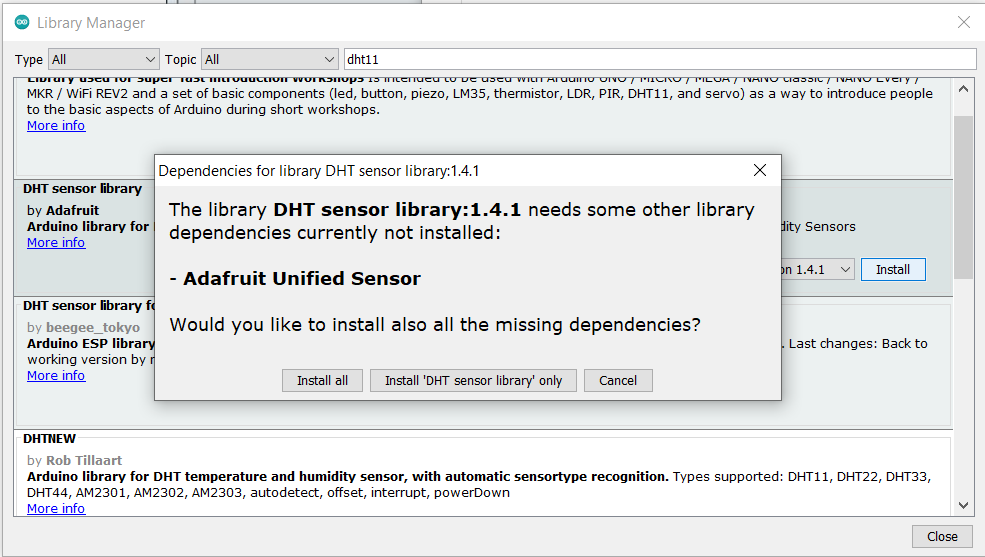 Library Manager
Type All Topic All dht11
Library used for super fast introduction workshops is intended to be used with Arduino UNO / MICRO / MEGA / NANO classic / NANO Every /
MKR / WiFi REV2 and a set of basic components (led, button, piezo, LM35, thermistor, LDR, PIR, DHT11, and servo) as a way to introduce people
to the basic aspects of Arduino during short workshops.
More info
Dependencies for library DHT sensor library:1.4.1
The library DHT sensor library:1.4.1 needs some other library
dependencies currently not installed:
- Adafruit Unified Sensor
Would you like to install also all the missing dependencies?
Install all Install 'DHT sensor library' only Cancel
DHT sensor library
by Adafruit
Arduino library for Sensors
More info
1.4.1 Install
DHT sensor library
by beegee_tokyo
Arduino ESP library . Last changes: Back to
working version by
More info
DHTNEW
by Rob Tillaart
Arduino library for DHT temperature and humidity sensor, with automatic sensortype recognition. Types supported: DHT11, DHT22, DHT33,
DHT44, AM2301, AM2302, AM2303, autodetect, offset, interrupt, powerDown
More info
Close